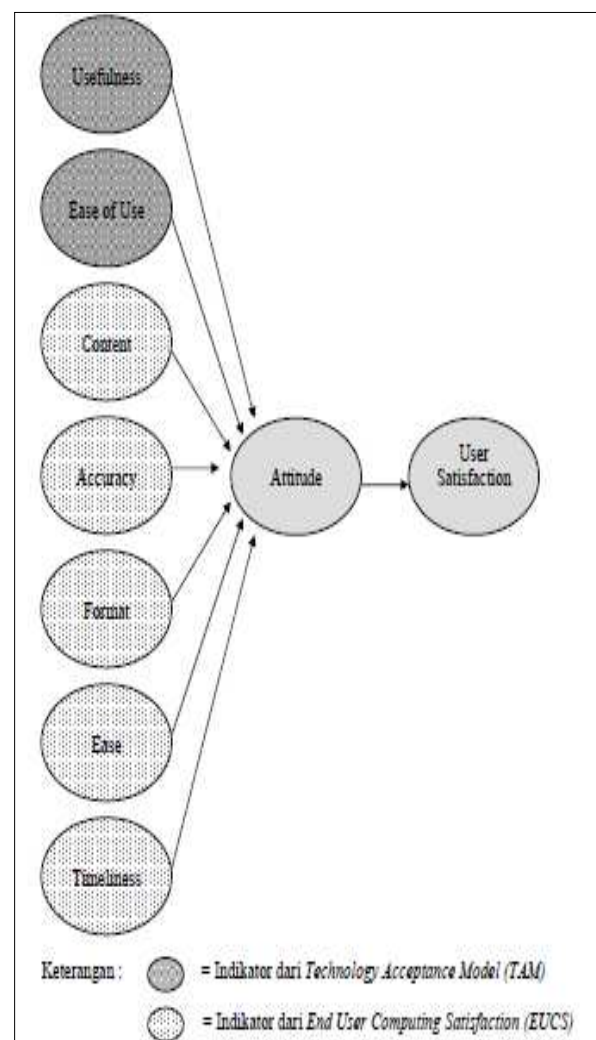 Usefulness
Ease of Use
Content
Accuracy
Format
Ease
Timeliness
Attitude
User
Satisfaction
Keterangan :
= Indikator dari Technology Acceptance Model (TAM)
= Indikator dari End User Computing Satisfaction (EUCS)